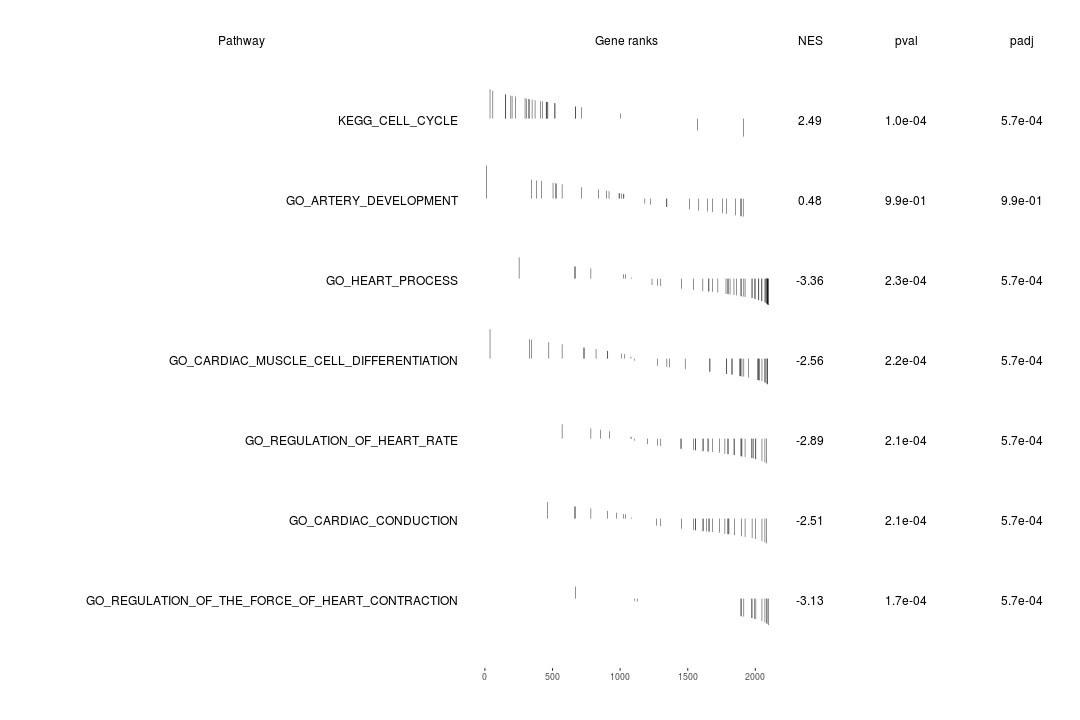 Pathway Gene ranks NES pval padj
KEGG_CELL_CYCLE 2.49 1.0e-04 5.7e-04
GO_ARTERY_DEVELOPMENT 0.48 9.9e-01 9.9e-01
GO_HEART_PROCESS -3.36 2.3e-04 5.7e-04
GO_CARDIAC_MUSCLE_CELL_DIFFERENTIATION -2.56 2.2e-04 5.7e-04
GO_REGULATION_OF_HEART_RATE -2.89 2.1e-04 5.7e-04
GO_CARDIAC_CONDUCTION -2.51 2.1e-04 5.7e-04
GO_REGULATION_OF_THE_FORCE_OF_HEART_CONTRACTION -3.13 1.7e-04 5.7e-04
0 500 1000 1500 2000